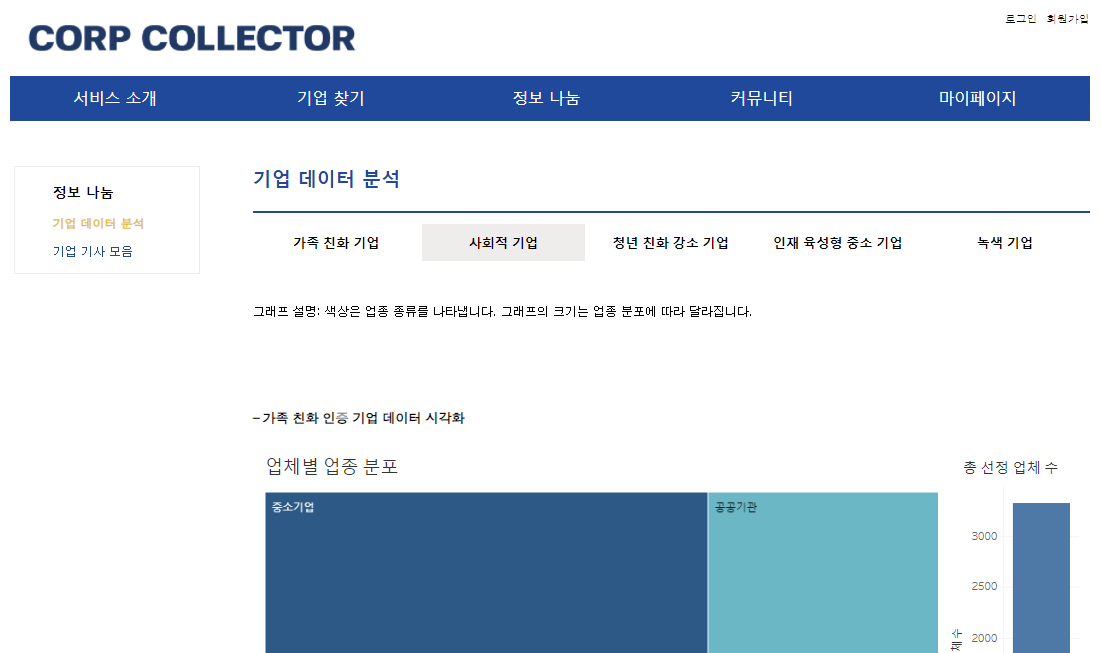 로그인 회원가입
CORP COLLECTOR
서비스 소개 기업 찾기 정보 나눔 커뮤니티 마이페이지
정보 나눔
기업 데이터 분석
기업 기사 모음
기업 데이터 분석
가족 친화 기업 사회적 기업 청년 친화 강소 기업 인재 육성형 중소 기업 녹색 기업
그래프 설명: 색상은 업종 종류를 나타냅니다. 그래프의 크기는 업종 분포에 따라 달라집니다.
– 가족 친화 인증 기업 데이터 시각화
업체별 업종 분포
중소기업
공공기관
총 선정 업체 수
3000
2500
2000
체 수